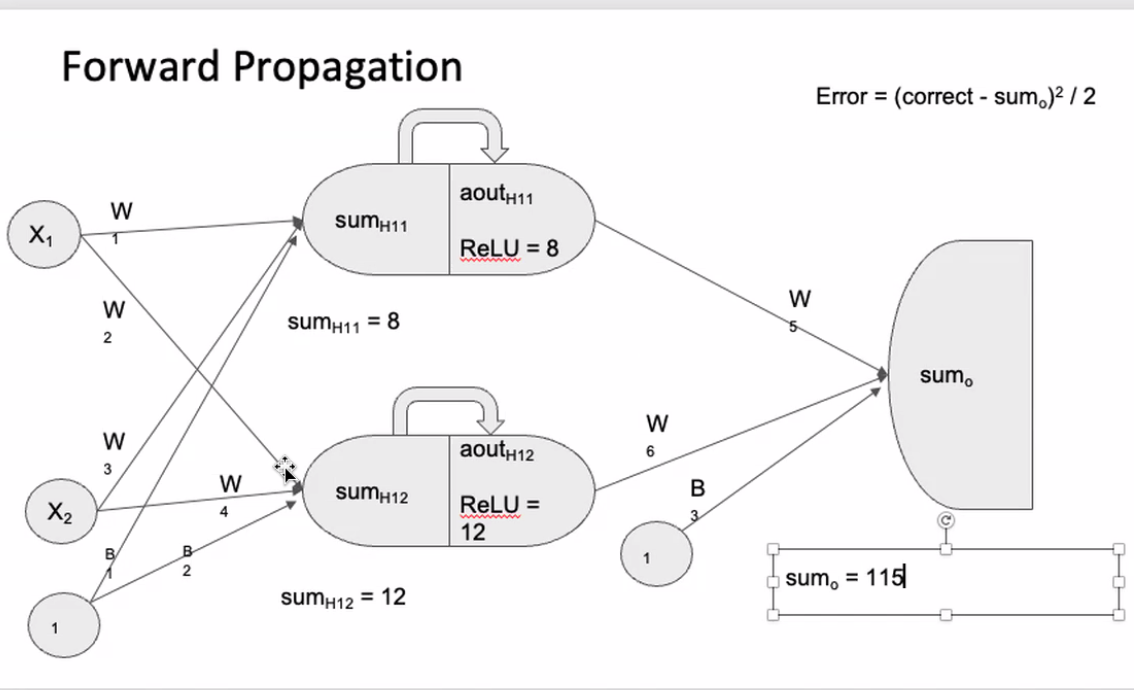 Forward Propagation
Error = (correct - sumₒ)² / 2
X₁
W
1
sumH11
aoutH11
ReLU = 8
W
2
sumH11 = 8
W
5
sumₒ
W
3
X₂
W
4
sumH12
aoutH12
ReLU =
12
W
6
B
3
1
B
1
B
2
1
sumH12 = 12
sumₒ = 115